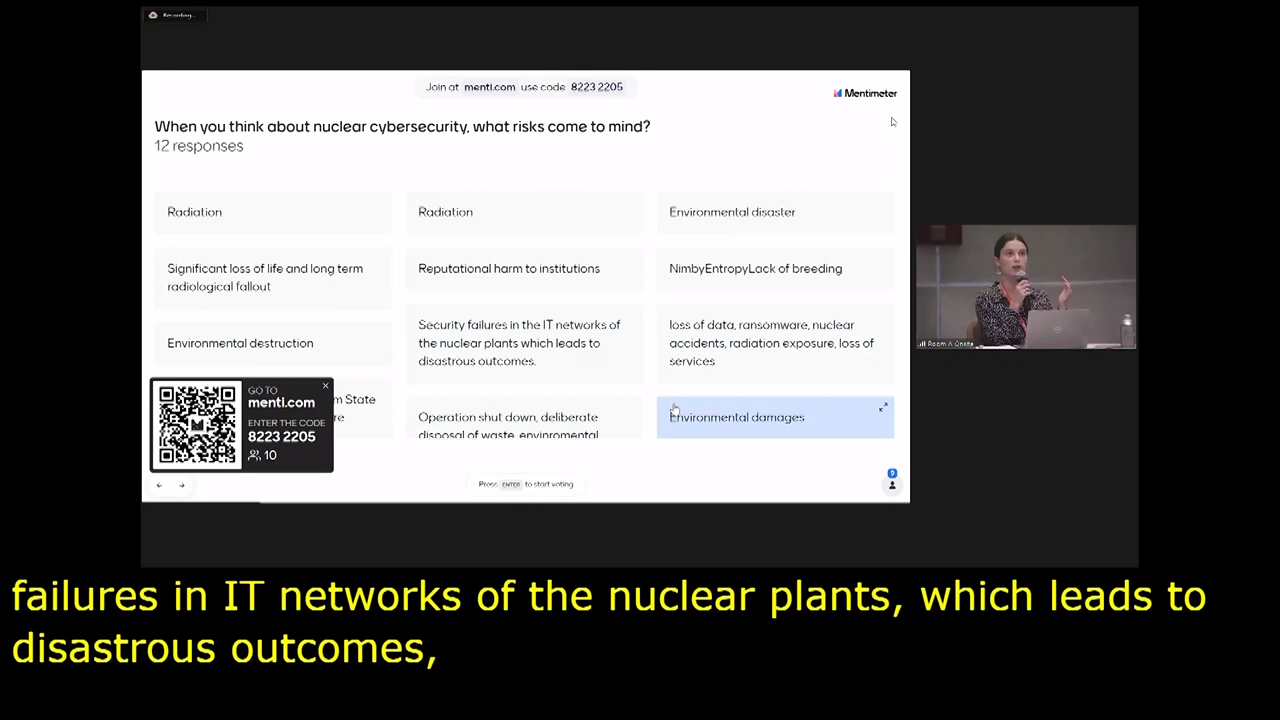 Recording...
Join at menti.com use code 8223 2205
Mentimeter
When you think about nuclear cybersecurity, what risks come to mind?
12 responses
Radiation
Radiation
Environmental disaster
Significant loss of life and long term
radiological fallout
Reputational harm to institutions
NimbyEntropyLack of breeding
Environmental destruction
Security failures in the IT networks of
the nuclear plants which leads to
disastrous outcomes.
loss of data, ransomware, nuclear
accidents, radiation exposure, loss of
services
m State
re
Operation shut down, deliberate
disposal of waste, environmental
Environmental damages
GO TO
menti.com
ENTER THE CODE
8223 2205
10
Press ENTER to start voting
?
Room A Onsite
failures in IT networks of the nuclear plants, which leads to
disastrous outcomes,